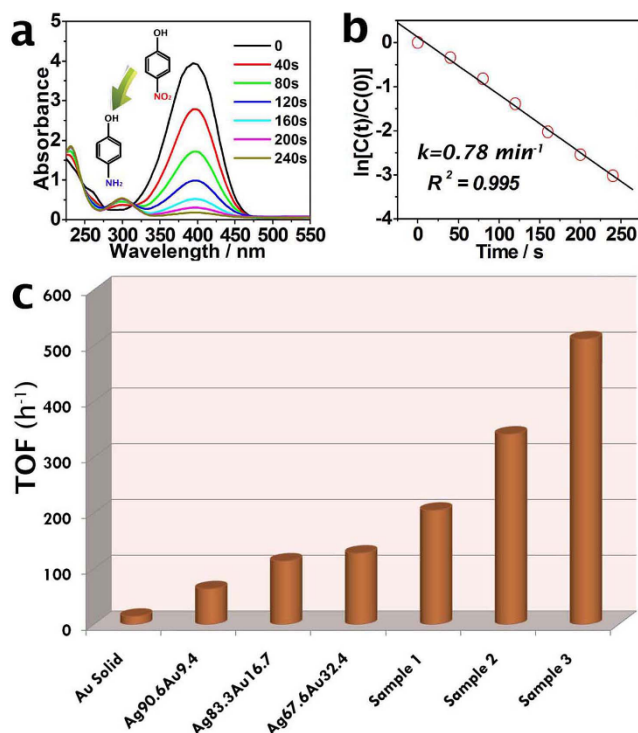 a
OH
NO₂
OH
NH₂
0
40s
80s
120s
160s
200s
240s
5
4
3
2
1
0
Absorbance
250 300 350 400 450 500 550
Wavelength / nm
b
0
-1
-2
-3
-4
ln[C(t)/C(0)]
k=0.78 min⁻¹
R² = 0.995
0 50 100 150 200 250
Time / s
c
600
500
400
300
200
100
0
TOF (h⁻¹)
Au Solid
Ag90.6Au9.4
Ag83.3Au16.7
Ag67.6Au32.4
Sample 1
Sample 2
Sample 3